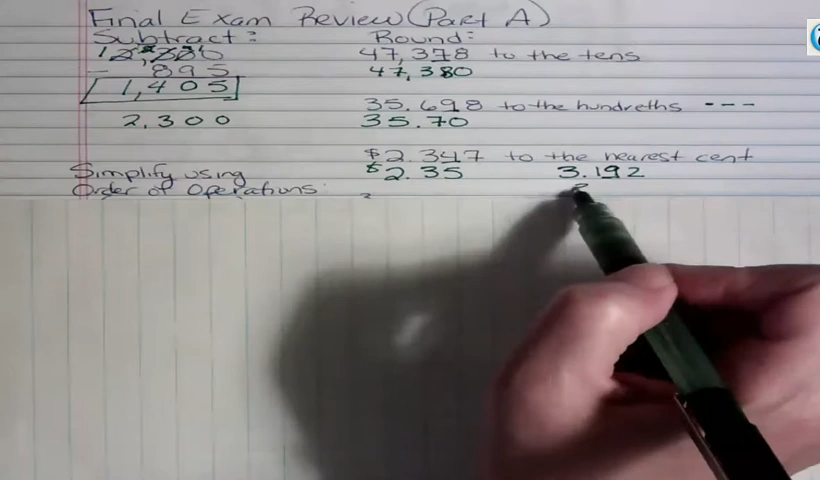 Final Exam Review (Part A)
Subtract: Round:
47,378 to the tens
- 895 47,380
1,405
35.698 to the hundreths ---
2,300 35.70
$2.347 to the nearest cent
Simplify using $2.35 3.192
Order of Operations: